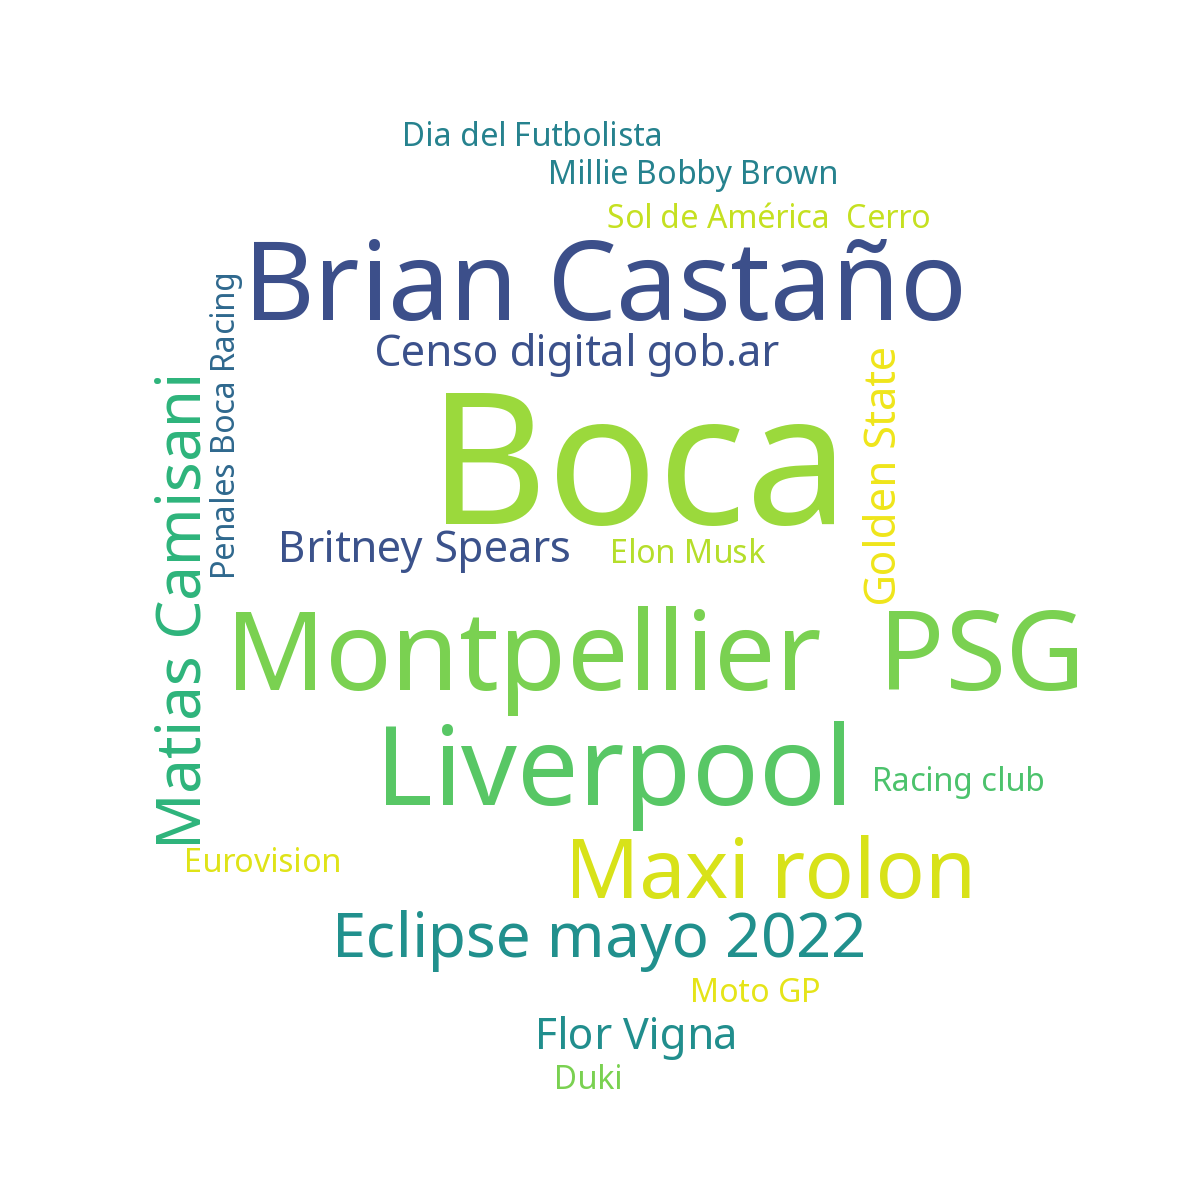 Dia del Futbolista
Millie Bobby Brown
Sol de América  Cerro
Brian Castaño
Penales Boca Racing
Censo digital gob.ar
Golden State
Matias Camisani
Boca
Britney Spears
Elon Musk
Montpellier  PSG
Liverpool
Racing club
Maxi rolon
Eurovision
Eclipse mayo 2022
Moto GP
Flor Vigna
Duki